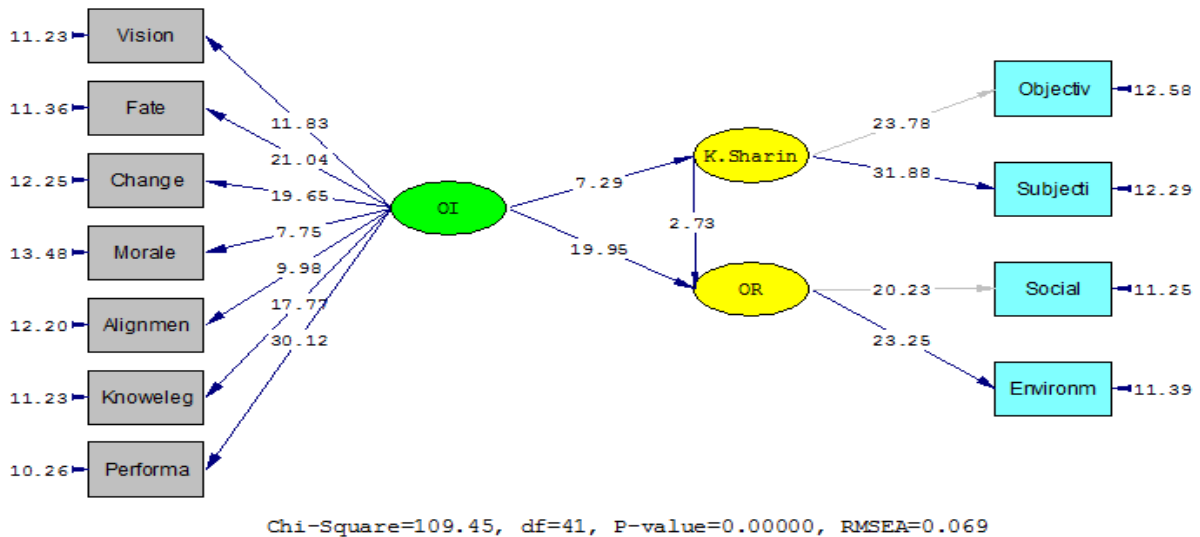 11.23 Vision
11.36 Fate
12.25 Change
13.48 Morale
12.20 Alignmen
11.23 Knoweleg
10.26 Performa
11.83
21.04
19.65
7.75
9.98
17.77
30.12
OI
7.29
19.95
K.Sharin
2.73
OR
23.78
31.88
20.23
23.25
Objectiv 12.58
Subjecti 12.29
Social 11.25
Environm 11.39
Chi-Square=109.45, df=41, P-value=0.00000, RMSEA=0.069